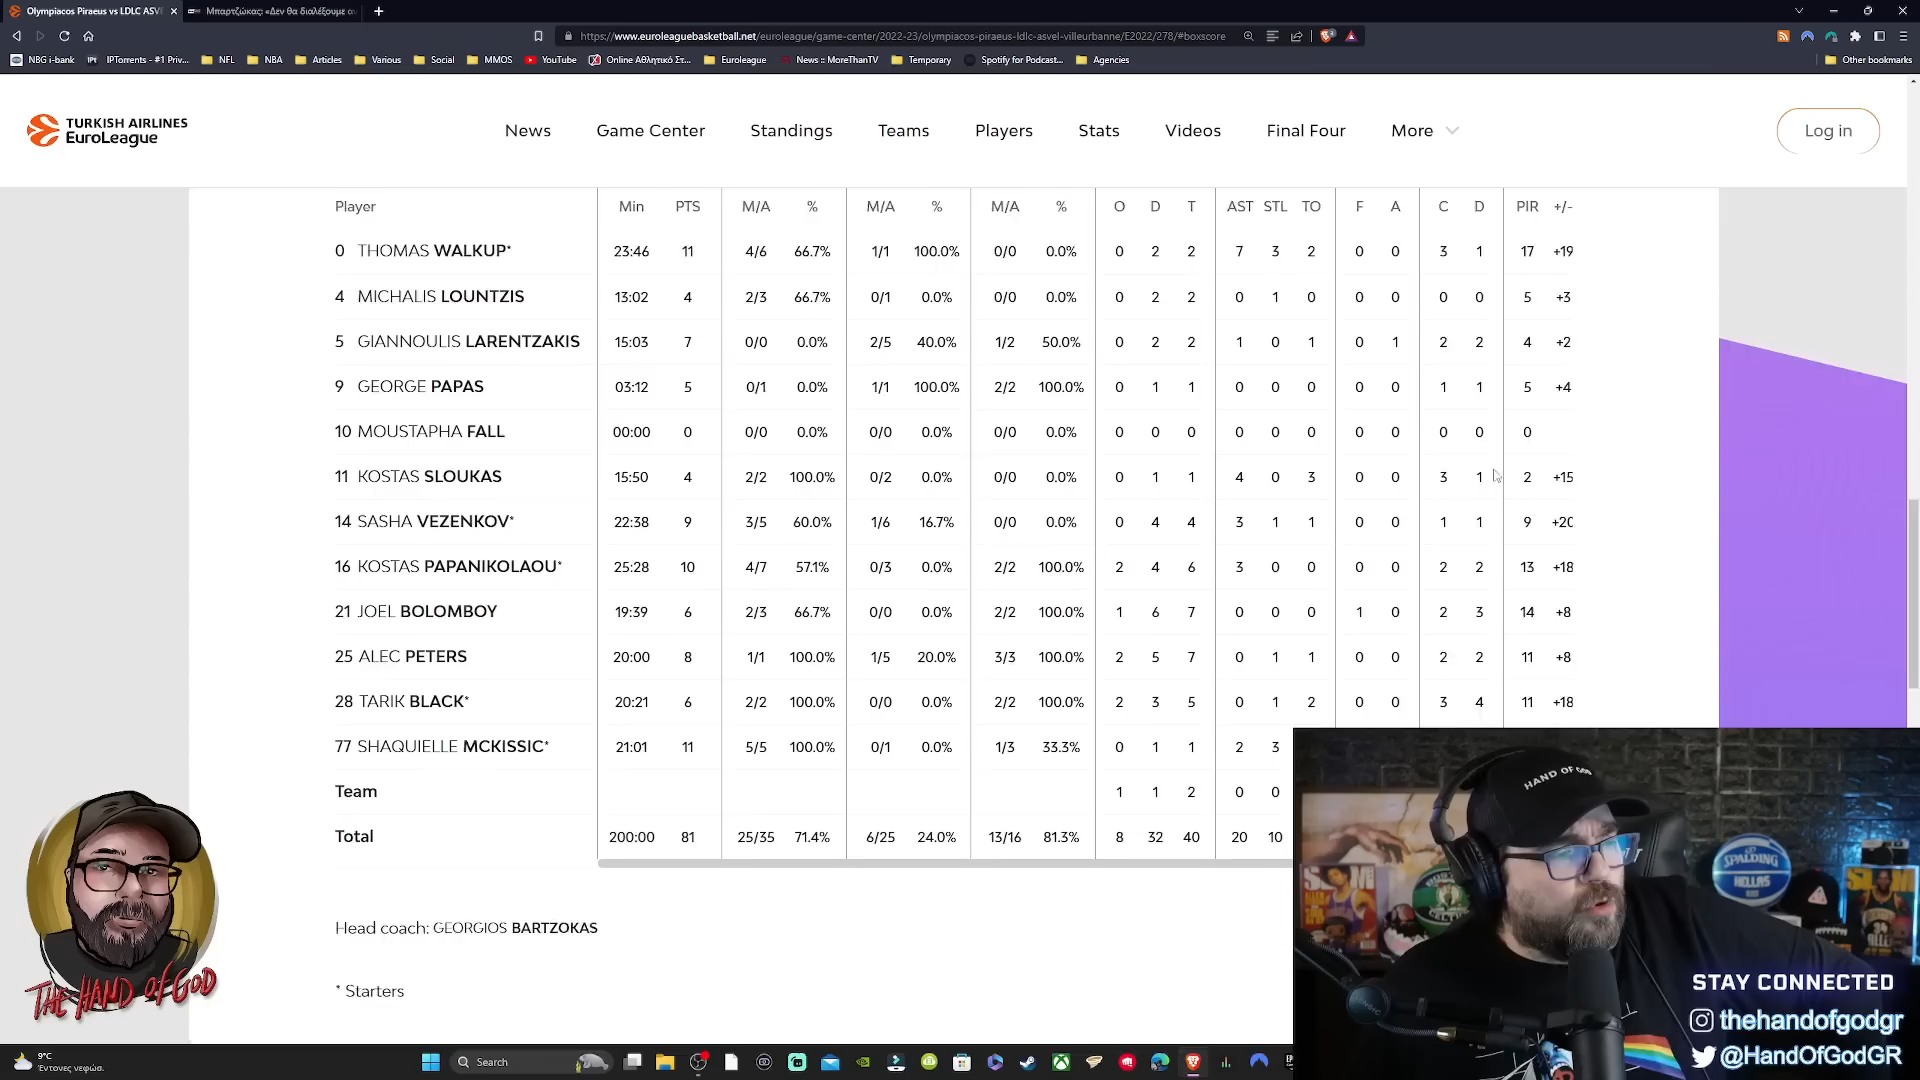 Olympiacos Piraeus vs LDLC ASV
Μπαρτζώκας: «Δεν θα διαλέξουμε αν
https://www.euroleaguebasketball.net/euroleague/game-center/2022-23/olympiacos-piraeus-ldlc-asvel-villeurbanne/E2022/278/#boxscore
NBG i-bank IPTorrents - #1 Priv... NFL NBA Articles Various Social MMOS YouTube Online Αθλητικό Στ... Euroleague News :: MoreThanTV Temporary Spotify for Podcast... Agencies Other bookmarks
TURKISH AIRLINES
EuroLeague
News Game Center Standings Teams Players Stats Videos Final Four More Log in
Player Min PTS M/A % M/A % M/A % O D T AST STL TO F A C D PIR +/-
0 THOMAS WALKUP* 23:46 11 4/6 66.7% 1/1 100.0% 0/0 0.0% 0 2 2 7 3 2 0 0 3 1 17 +19
4 MICHALIS LOUNTZIS 13:02 4 2/3 66.7% 0/1 0.0% 0/0 0.0% 0 2 2 0 1 0 0 0 0 0 5 +3
5 GIANNOULIS LARENTZAKIS 15:03 7 0/0 0.0% 2/5 40.0% 1/2 50.0% 0 2 2 1 0 1 0 1 2 2 4 +2
9 GEORGE PAPAS 03:12 5 0/1 0.0% 1/1 100.0% 2/2 100.0% 0 1 1 0 0 0 0 0 1 1 5 +4
10 MOUSTAPHA FALL 00:00 0 0/0 0.0% 0/0 0.0% 0/0 0.0% 0 0 0 0 0 0 0 0 0 0 0
11 KOSTAS SLOUKAS 15:50 4 2/2 100.0% 0/2 0.0% 0/0 0.0% 0 1 1 4 0 3 0 0 3 1 2 +15
14 SASHA VEZENKOV* 22:38 9 3/5 60.0% 1/6 16.7% 0/0 0.0% 0 4 4 3 1 1 0 0 1 1 9 +20
16 KOSTAS PAPANIKOLAOU* 25:28 10 4/7 57.1% 0/3 0.0% 2/2 100.0% 2 4 6 3 0 0 0 0 2 2 13 +18
21 JOEL BOLOMBOY 19:39 6 2/3 66.7% 0/0 0.0% 2/2 100.0% 1 6 7 0 0 0 1 0 2 3 14 +8
25 ALEC PETERS 20:00 8 1/1 100.0% 1/5 20.0% 3/3 100.0% 2 5 7 0 1 1 0 0 2 2 11 +8
28 TARIK BLACK* 20:21 6 2/2 100.0% 0/0 0.0% 2/2 100.0% 2 3 5 0 1 2 0 0 3 4 11 +18
77 SHAQUIELLE MCKISSIC* 21:01 11 5/5 100.0% 0/1 0.0% 1/3 33.3% 0 1 1 2 3
Team 1 1 2 0 0
Total 200:00 81 25/35 71.4% 6/25 24.0% 13/16 81.3% 8 32 40 20 10
Head coach: GEORGIOS BARTZOKAS
* Starters
THE HAND OF GOD
HAND OF GOD
SLAM
SPALDING
HELLAS
CELTICS
STAY CONNECTED
thehandofgodgr
@HandOfGodGR
9°C
Έντονες νεφώσ.
Search